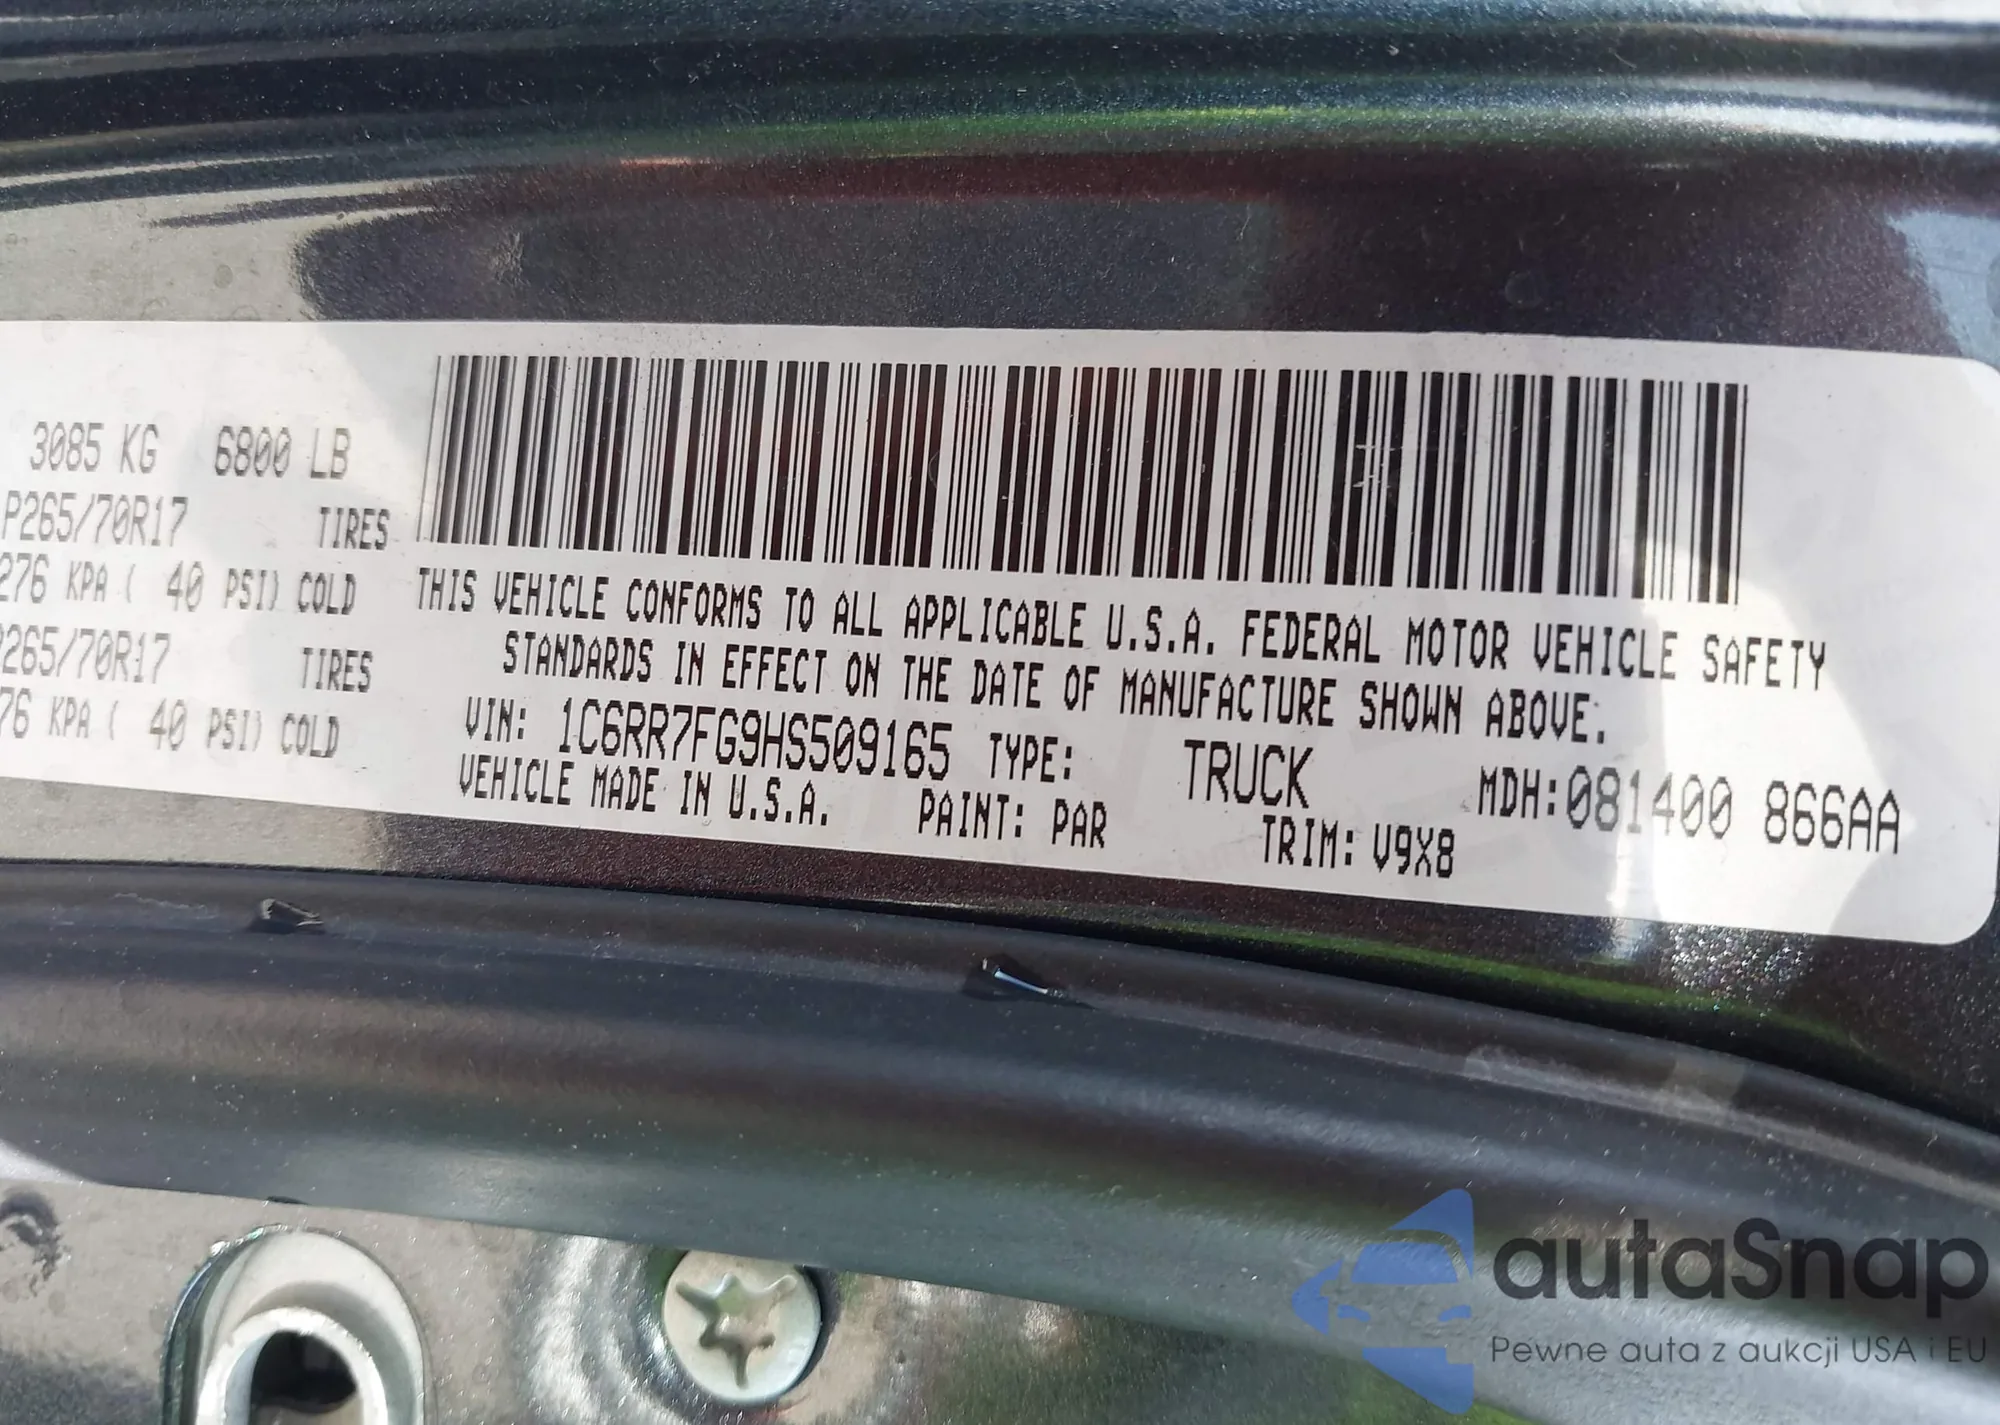 3085 KG 6800 LB
P265/70R17 TIRES
276 KPA ( 40 PSI) COLD
P265/70R17 TIRES
76 KPA ( 40 PSI) COLD
THIS VEHICLE CONFORMS TO ALL APPLICABLE U.S.A. FEDERAL MOTOR VEHICLE SAFETY
STANDARDS IN EFFECT ON THE DATE OF MANUFACTURE SHOWN ABOVE.
VIN: 1C6RR7FG9HS509165 TYPE: TRUCK MDH:081400 866AA
VEHICLE MADE IN U.S.A. PAINT: PAR TRIM: V9X8
autaSnap
Pewne auta z aukcji USA i EU